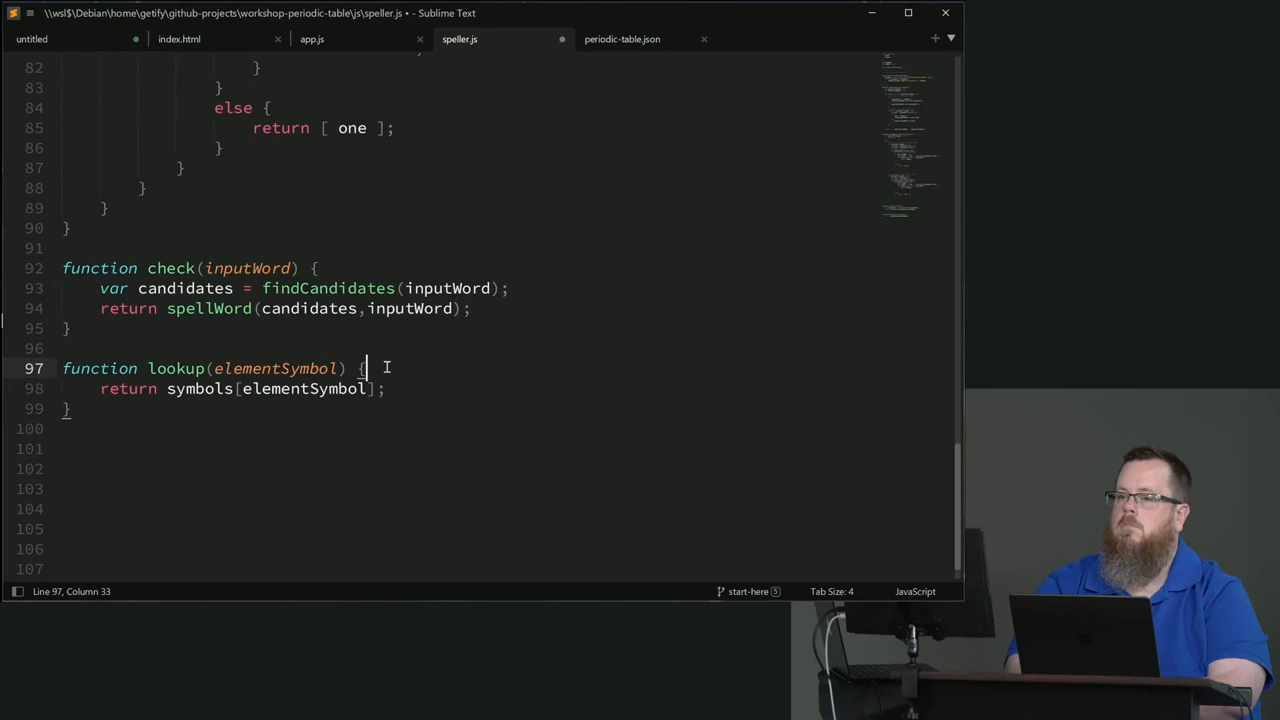 \\wsl$\Debian\home\getify\github-projects\workshop-periodic-table\js\speller.js • - Sublime Text
untitled index.html app.js speller.js periodic-table.json
82 }
83 }
84 else {
85 return [ one ];
86 }
87 }
88 }
89 }
90 }
91
92 function check(inputWord) {
93 var candidates = findCandidates(inputWord);
94 return spellWord(candidates,inputWord);
95 }
96
97 function lookup(elementSymbol) {
98 return symbols[elementSymbol];
99 }
100
101
102
103
104
105
106
107
Line 97, Column 33 start-here 5 Tab Size: 4 JavaScript